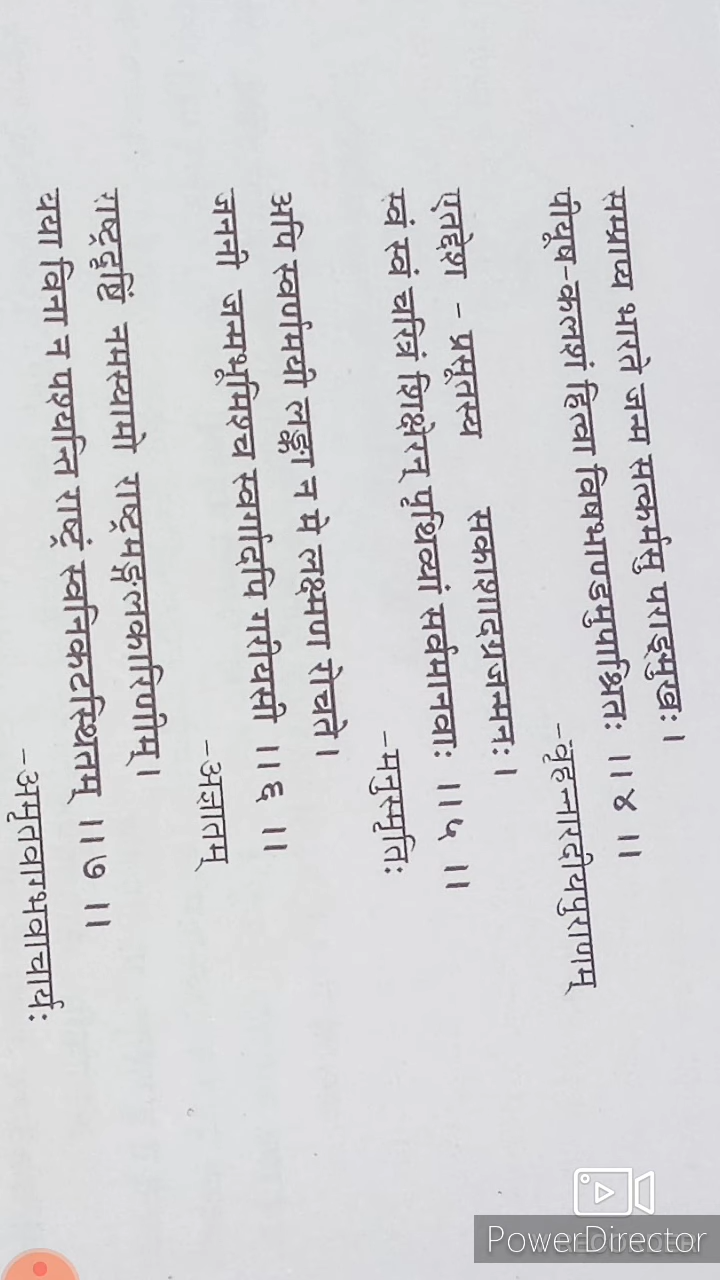 सम्प्राप्य भारते जन्म सत्कर्मसु पराङ्मुखः ।
पीयूष-कलशं हित्वा विषभाण्डमुपाश्रितः ।। ४ ।।
-बृहन्नारदीयपुराणम्
एतद्देश - प्रसूतस्य सकाशादग्रजन्मनः ।
स्वं स्वं चरित्रं शिक्षेरन् पृथिव्यां सर्वमानवाः ।। ५ ।।
-मनुस्मृतिः
अपि स्वर्णमयी लङ्का न मे लक्ष्मण रोचते ।
जननी जन्मभूमिश्च स्वर्गादपि गरीयसी ।। ६ ।।
-अज्ञातम्
राष्ट्रदृष्टिं नमस्यामो राष्ट्रमङ्गलकारिणीम् ।
यया विना न पश्यन्ति राष्ट्रं स्वनिकटस्थितम् ।। ७ ।।
-अमृतवाग्भवाचार्यः
PowerDirector